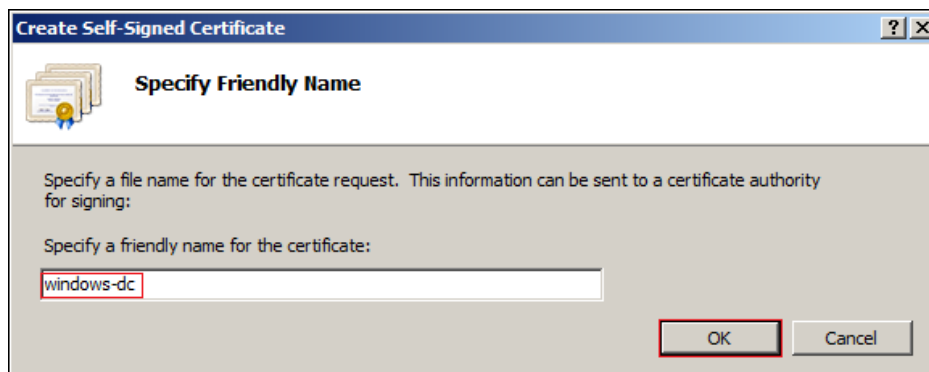 Create Self-Signed Certificate
Specify Friendly Name
Specify a file name for the certificate request.  This information can be sent to a certificate authority
for signing:
Specify a friendly name for the certificate:
windows-dc
OK
Cancel